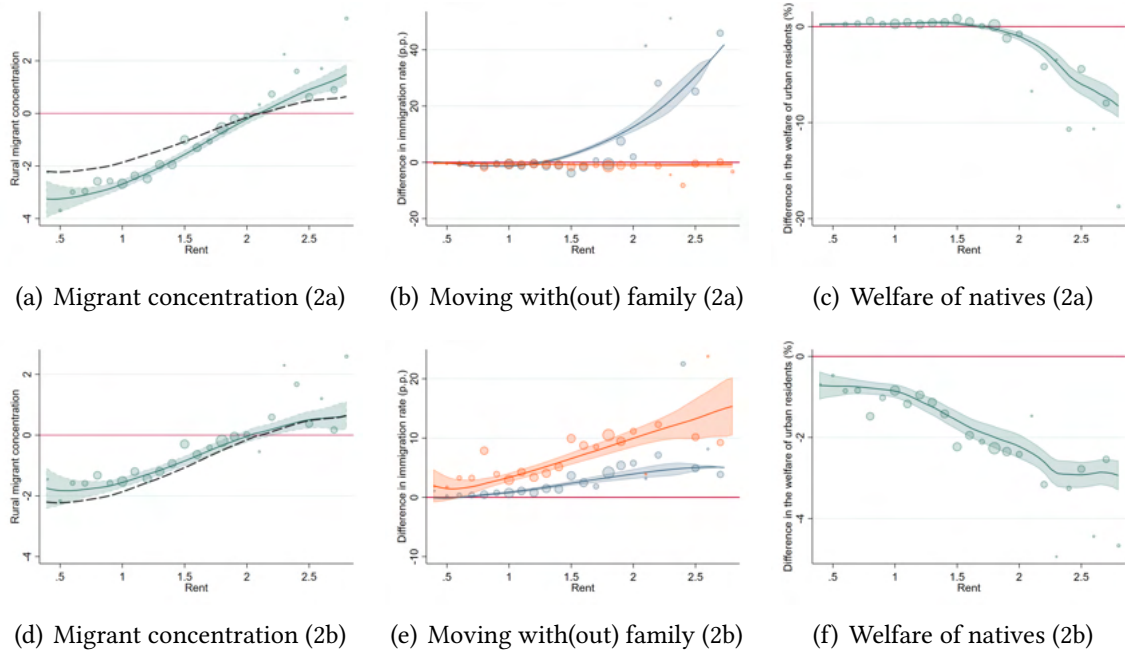 Rural migrant concentration
2
0
-2
-4
.5 1 1.5 2 2.5
Rent
Difference in immigration rate (p.p.)
40
20
0
-20
.5 1 1.5 2 2.5
Rent
Difference in the welfare of urban residents (%)
0
-10
-20
.5 1 1.5 2 2.5
Rent
(a) Migrant concentration (2a)
(b) Moving with(out) family (2a)
(c) Welfare of natives (2a)
Rural migrant concentration
2
0
-2
-4
.5 1 1.5 2 2.5
Rent
Difference in immigration rate (p.p.)
20
10
0
-10
.5 1 1.5 2 2.5
Rent
Difference in the welfare of urban residents (%)
0
-2
-4
.5 1 1.5 2 2.5
Rent
(d) Migrant concentration (2b)
(e) Moving with(out) family (2b)
(f) Welfare of natives (2b)